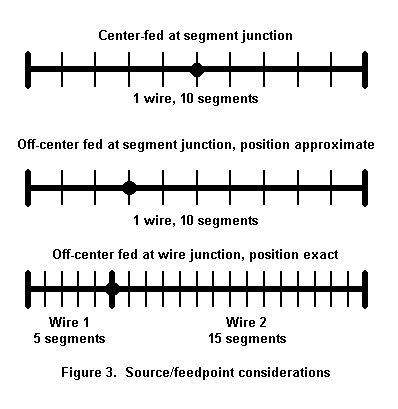 Center-fed at segment junction
1 wire, 10 segments
Off-center fed at segment junction, position approximate
1 wire, 10 segments
Off-center fed at wire junction, position exact
Wire 1
5 segments
Wire 2
15 segments
Figure 3. Source/feedpoint considerations